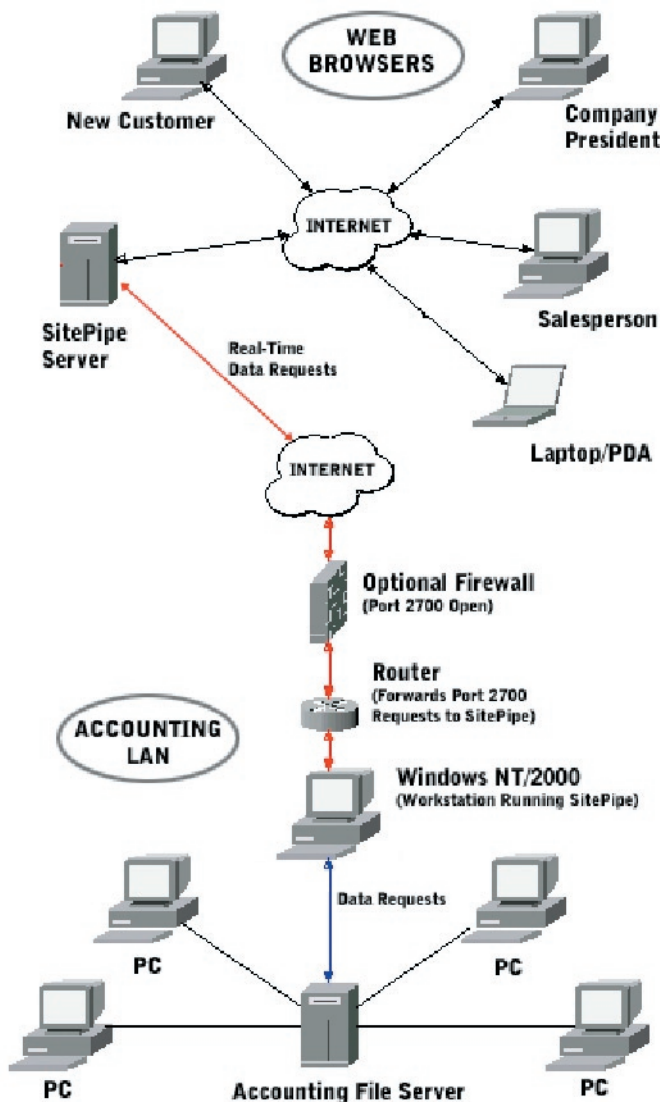 WEB
BROWSERS
New Customer
Company
President
INTERNET
SitePipe
Server
Salesperson
Real-Time
Data Requests
Laptop/PDA
INTERNET
Optional Firewall
(Port 2700 Open)
Router
(Forwards Port 2700
Requests to SitePipe)
ACCOUNTING
LAN
Windows NT/2000
(Workstation Running SitePipe)
Data Requests
PC
PC
PC
Accounting File Server
PC